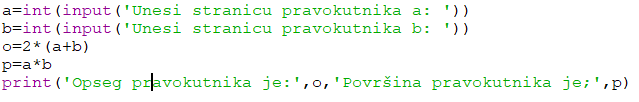 a=int(input('Unesi stranicu pravokutnika a: '))
b=int(input('Unesi stranicu pravokutnika b: '))
o=2*(a+b)
p=a*b
print('Opseg pravokutnika je:',o,'Površina pravokutnika je;',p)